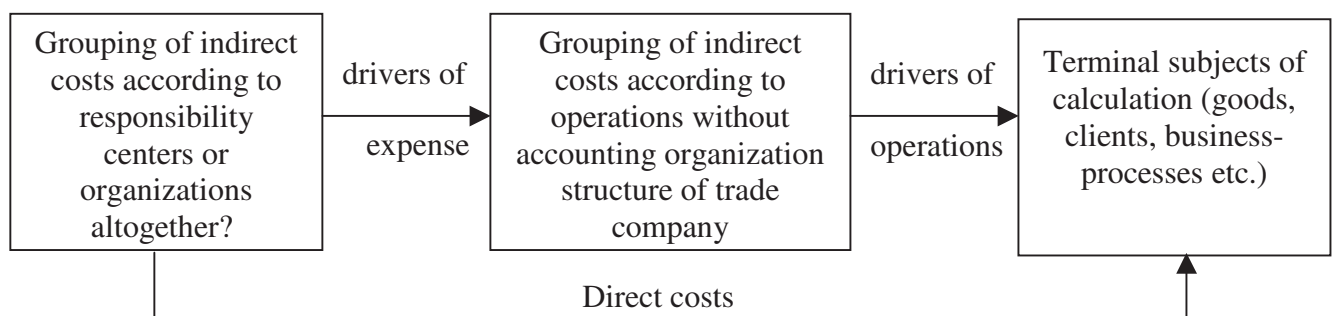 Grouping of indirect
costs according to
responsibility
centers or
organizations
altogether?
drivers of
expense
Grouping of indirect
costs according to
operations without
accounting organization
structure of trade
company
drivers of
operations
Terminal subjects of
calculation (goods,
clients, business-
processes etc.)
Direct costs